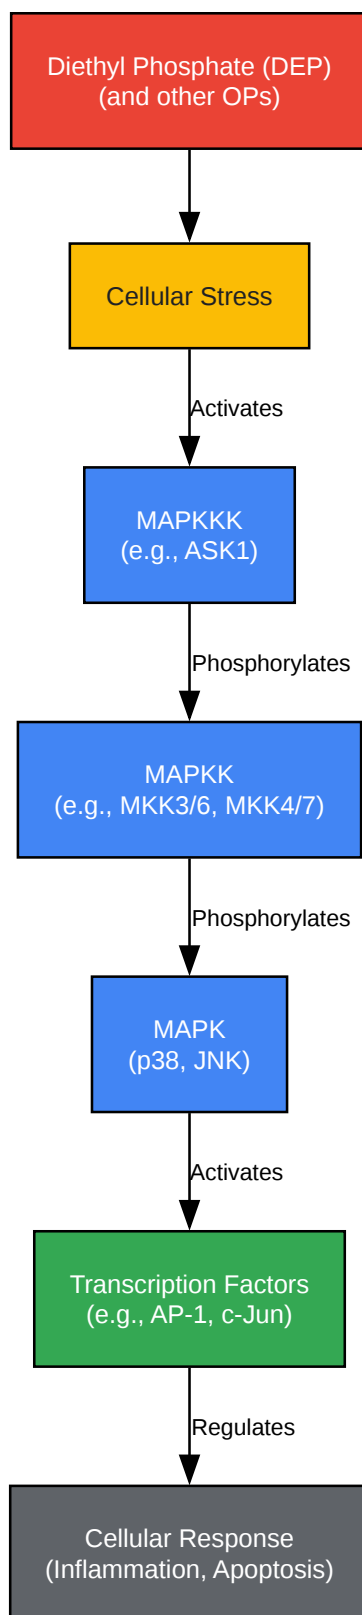 Diethyl Phosphate (DEP)
(and other OPs)
Cellular Stress
Activates
MAPKKK
(e.g., ASK1)
Phosphorylates
MAPKK
(e.g., MKK3/6, MKK4/7)
Phosphorylates
MAPK
(p38, JNK)
Activates
Transcription Factors
(e.g., AP-1, c-Jun)
Regulates
Cellular Response
(Inflammation, Apoptosis)